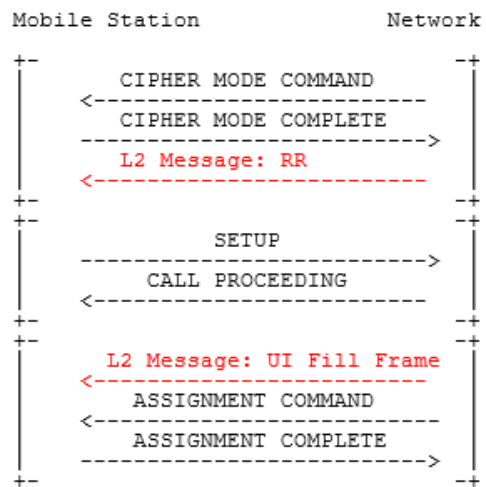 Mobile Station Network
+- -+
| CIPHER MODE COMMAND |
| <-------------------------- |
| CIPHER MODE COMPLETE |
| --------------------------> |
| L2 Message: RR |
| <-------------------------- |
+- -+
+- -+
| SETUP |
| --------------------------> |
| CALL PROCEEDING |
| <-------------------------- |
+- -+
+- -+
| L2 Message: UI Fill Frame |
| <-------------------------- |
| ASSIGNMENT COMMAND |
| <--------------------------- |
| ASSIGNMENT COMPLETE |
| --------------------------> |
+- -+